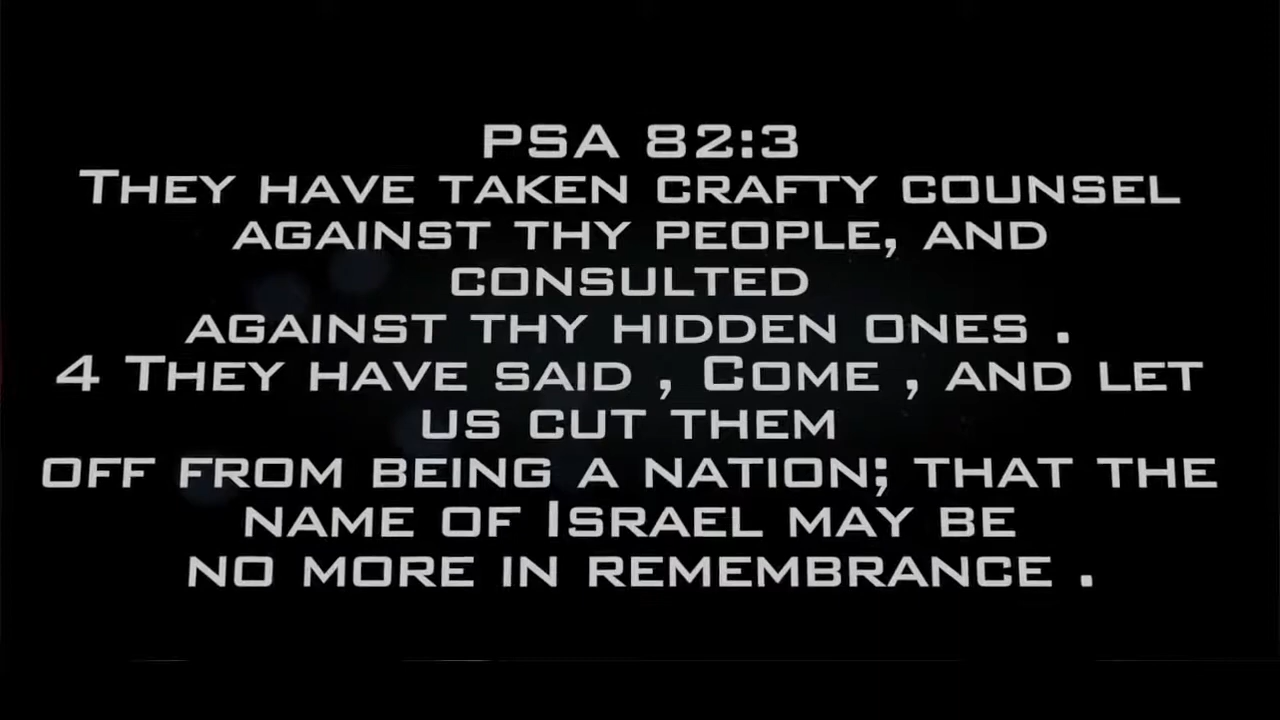 PSA 82:3
They have taken crafty counsel
against thy people, and
consulted
against thy hidden ones .
4 They have said , Come , and let
us cut them
off from being a nation; that the
name of Israel may be
no more in remembrance .